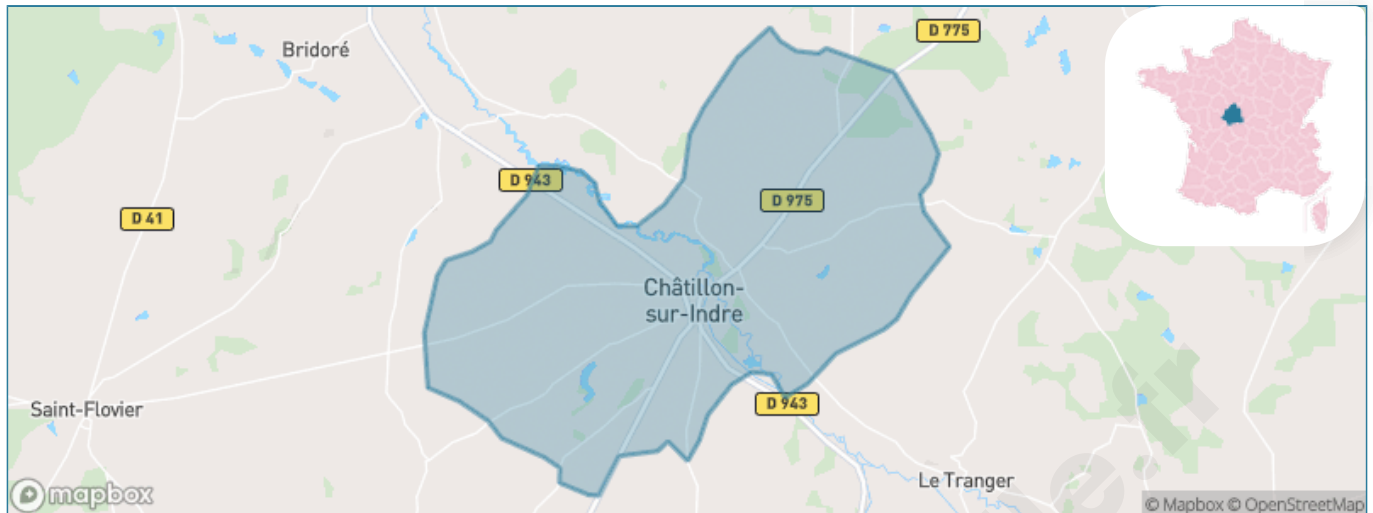 D 775
Bridoré
D 943
D 975
D 41
Châtillon-
sur-Indre
D 943
Saint-Flovier
Le Tranger
mapbox
© Mapbox © OpenStreetMap